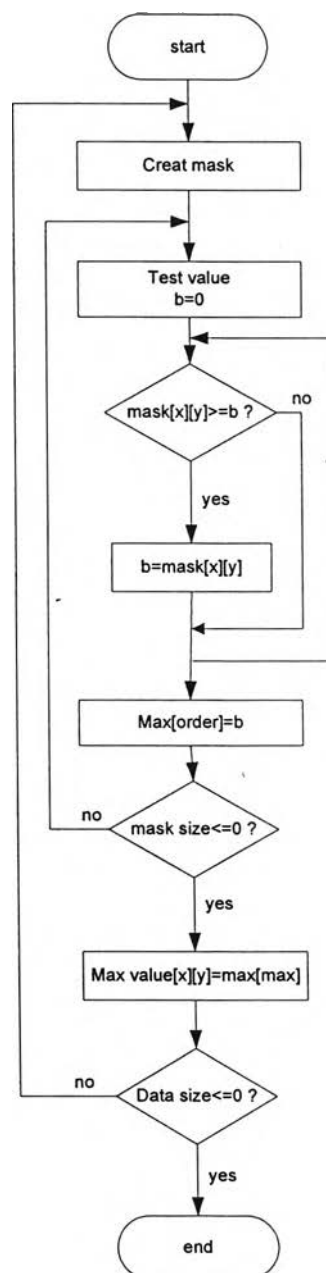 start
Creat mask
Test value
b=0
mask[x][y]>=b ?
no
yes
b=mask[x][y]
Max[order]=b
no
mask size<=0 ?
yes
Max value[x][y]=max[max]
no
Data size<=0 ?
yes
end